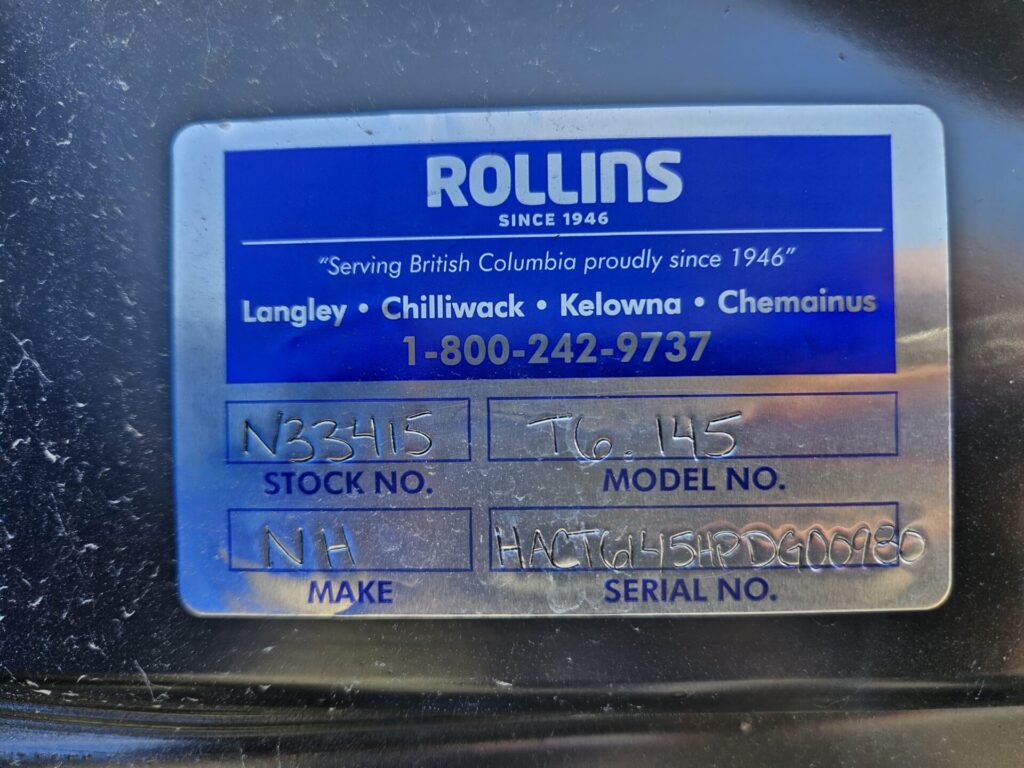 ROLLINS
SINCE 1946
"Serving British Columbia proudly since 1946"
Langley • Chilliwack • Kelowna • Chemainus
1-800-242-9737
N33415 T6.145
STOCK NO. MODEL NO.
NH HACT6145HPDG00980
MAKE SERIAL NO.